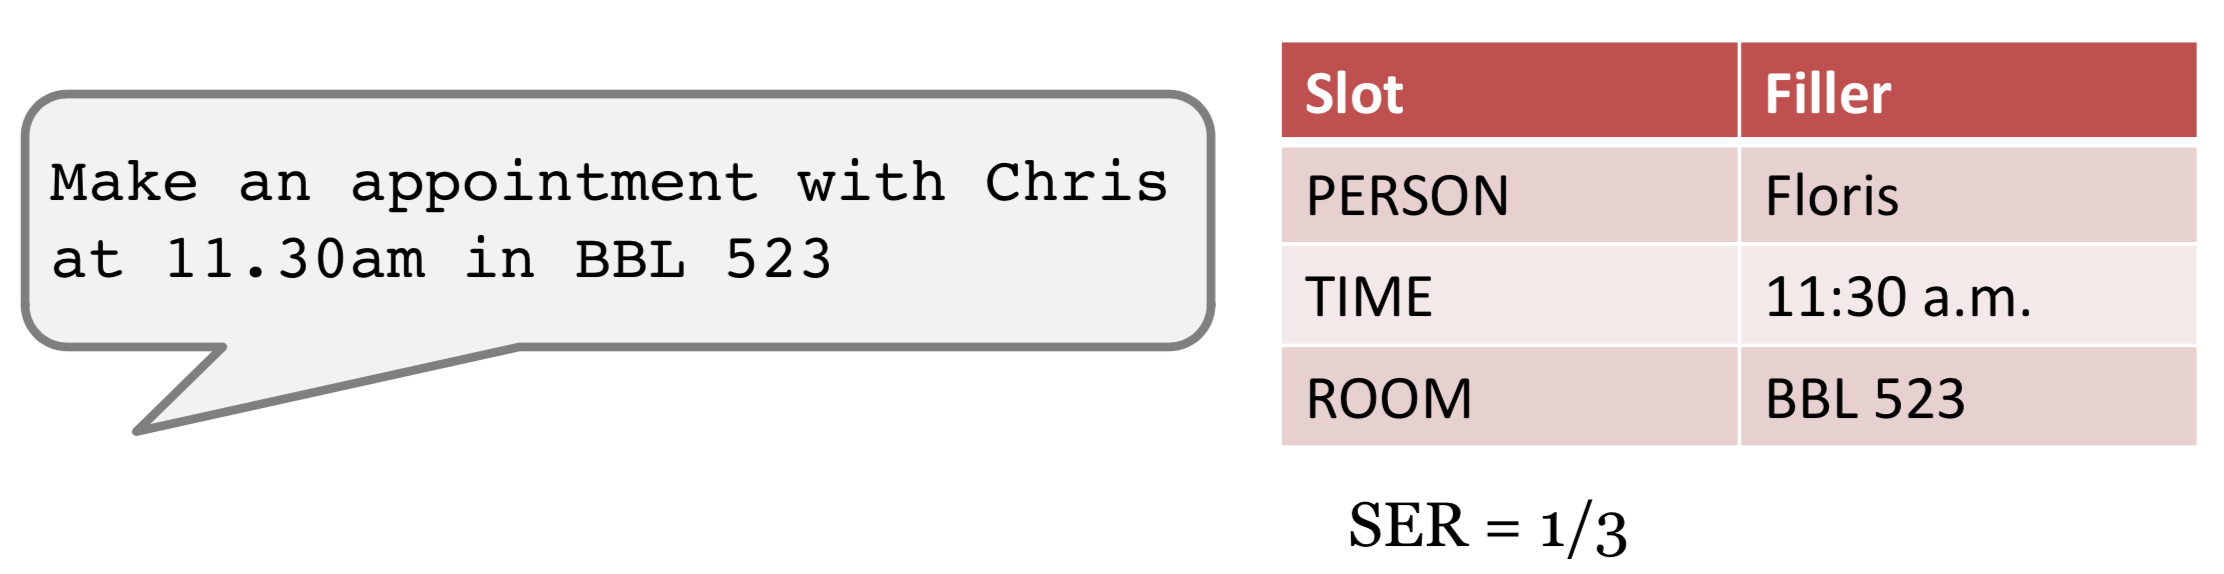 Make an appointment with Chris
at 11.30am in BBL 523
Slot Filler
PERSON Floris
TIME 11:30 a.m.
ROOM BBL 523
SER = 1/3